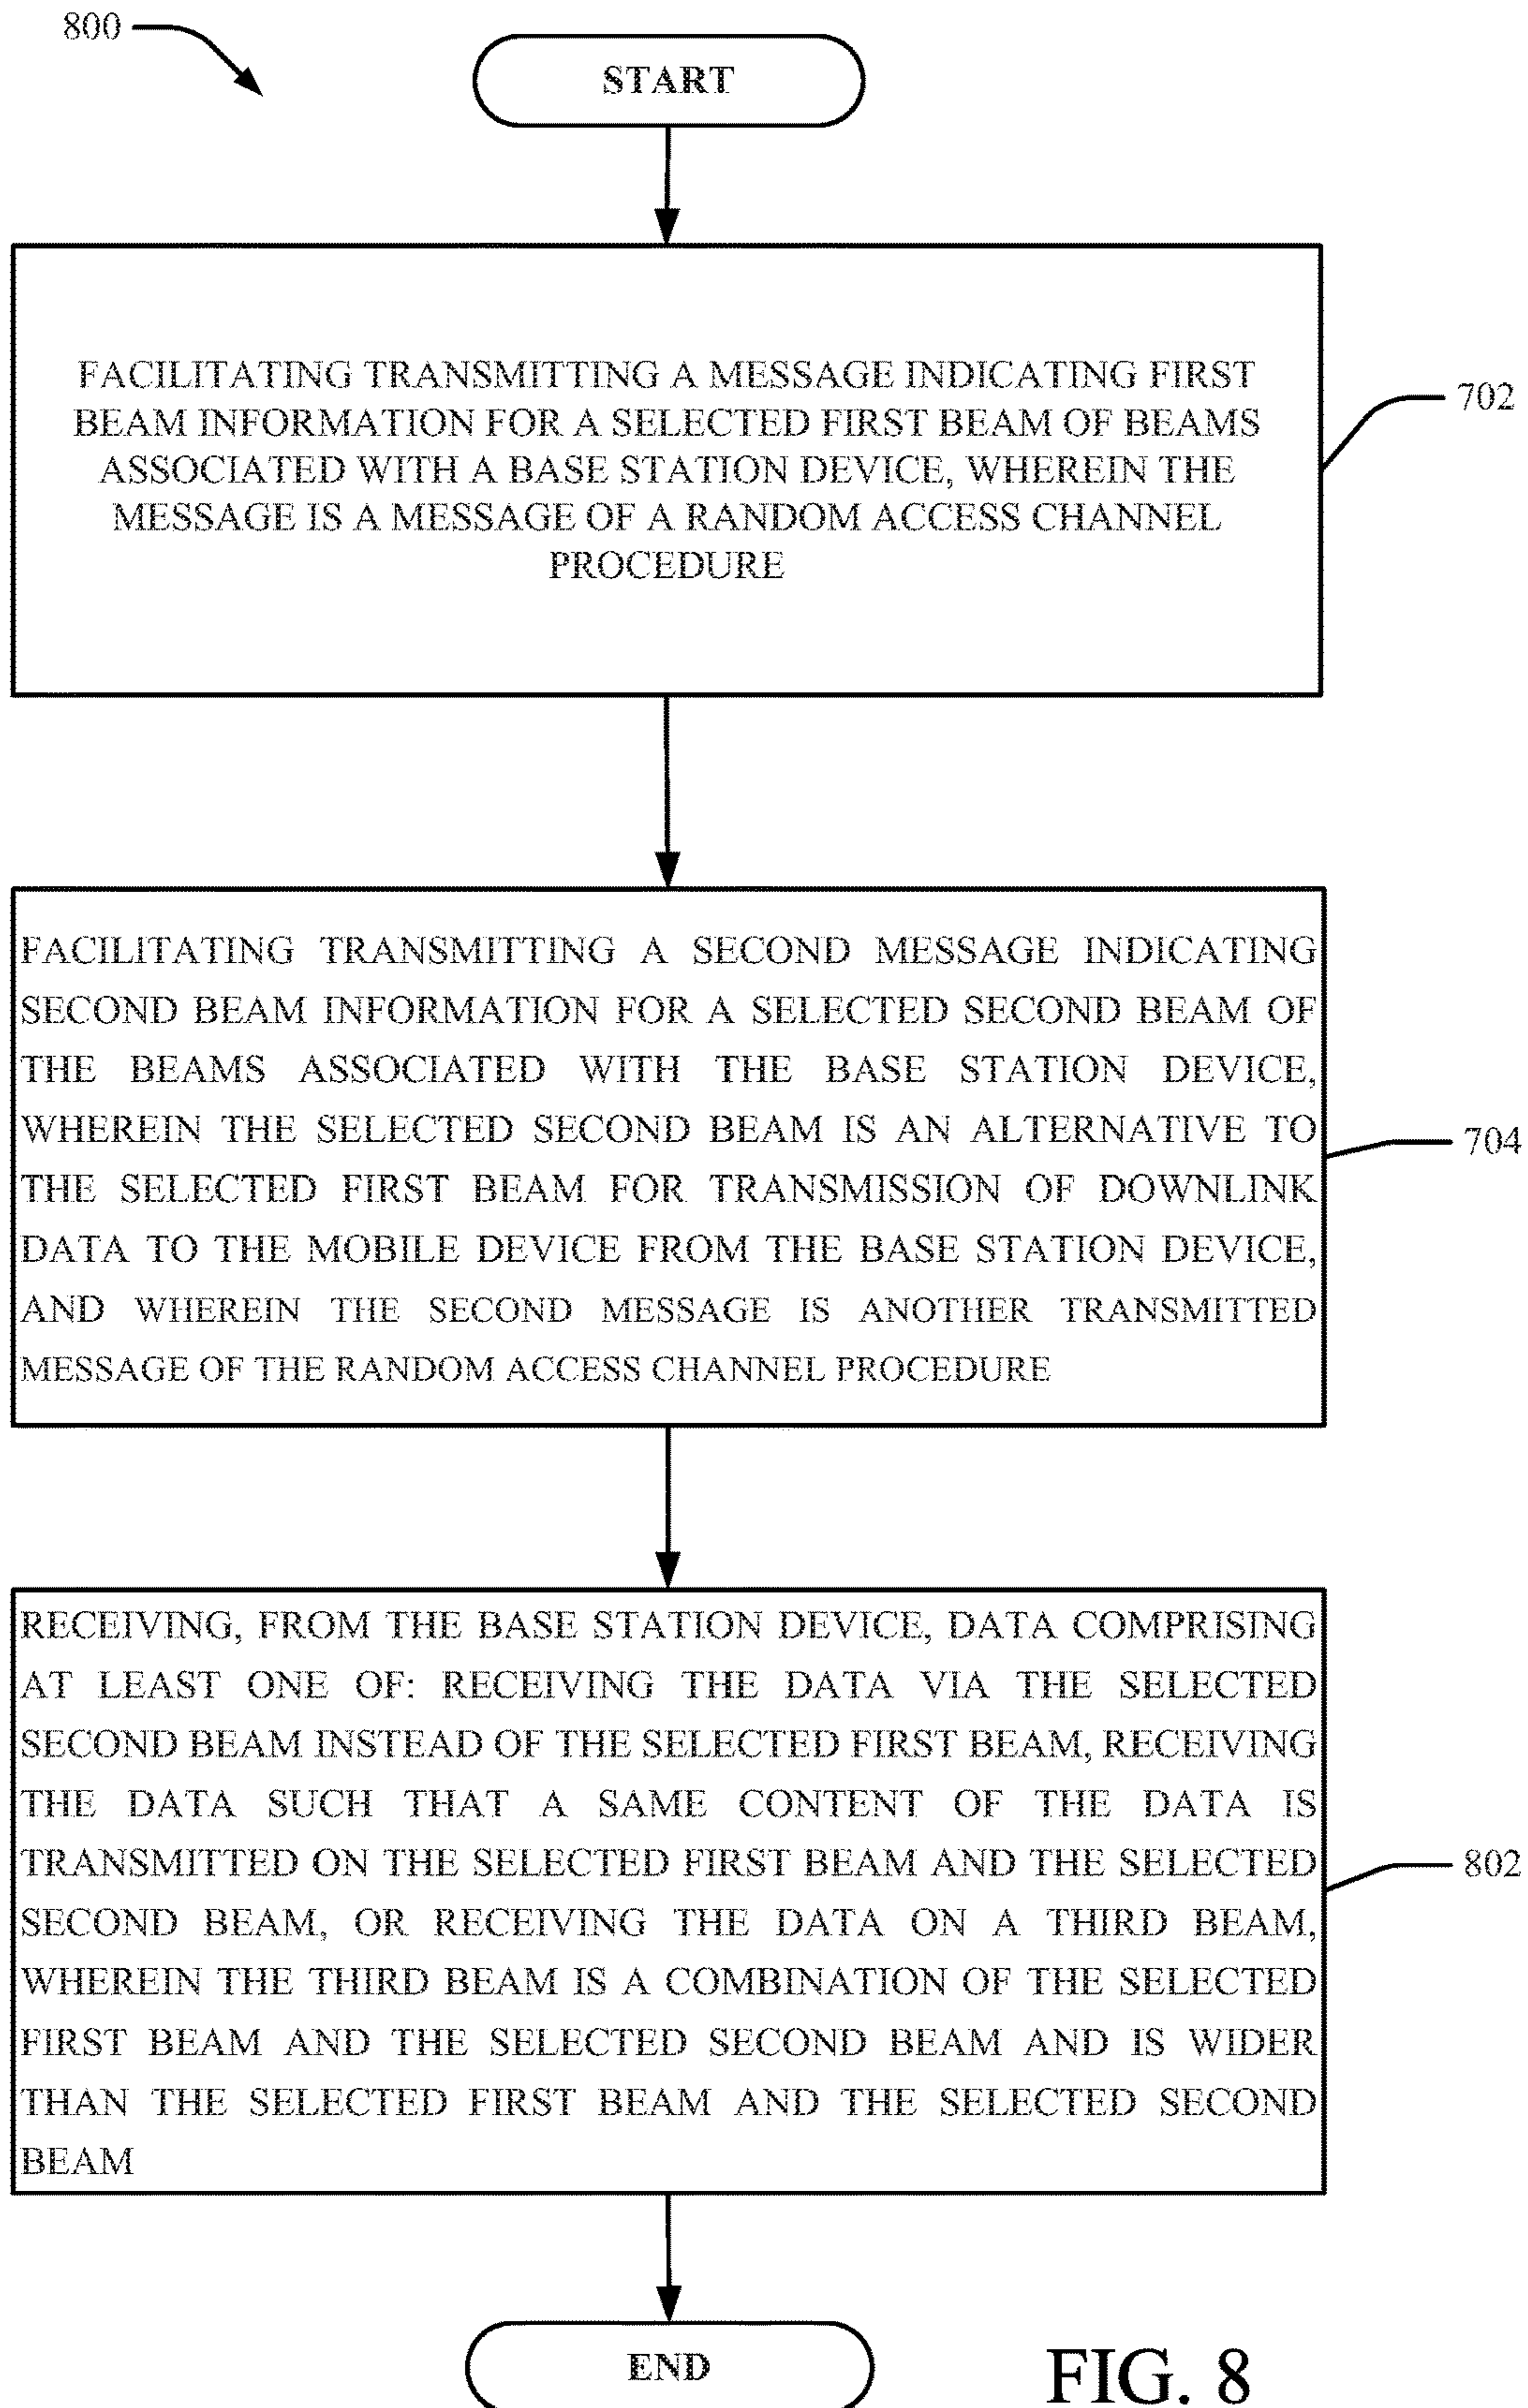 800
START
FACILITATING TRANSMITTING A MESSAGE INDICATING FIRST
BEAM INFORMATION FOR A SELECTED FIRST BEAM OF BEAMS
ASSOCIATED WITH A BASE STATION DEVICE, WHEREIN THE
MESSAGE IS A MESSAGE OF A RANDOM ACCESS CHANNEL
PROCEDURE
702
FACILITATING TRANSMITTING A SECOND MESSAGE INDICATING
SECOND BEAM INFORMATION FOR A SELECTED SECOND BEAM OF
THE BEAMS ASSOCIATED WITH THE BASE STATION DEVICE,
WHEREIN THE SELECTED SECOND BEAM IS AN ALTERNATIVE TO
THE SELECTED FIRST BEAM FOR TRANSMISSION OF DOWNLINK
DATA TO THE MOBILE DEVICE FROM THE BASE STATION DEVICE,
AND WHEREIN THE SECOND MESSAGE IS ANOTHER TRANSMITTED
MESSAGE OF THE RANDOM ACCESS CHANNEL PROCEDURE
704
RECEIVING, FROM THE BASE STATION DEVICE, DATA COMPRISING
AT LEAST ONE OF: RECEIVING THE DATA VIA THE SELECTED
SECOND BEAM INSTEAD OF THE SELECTED FIRST BEAM, RECEIVING
THE DATA SUCH THAT A SAME CONTENT OF THE DATA IS
TRANSMITTED ON THE SELECTED FIRST BEAM AND THE SELECTED
SECOND BEAM, OR RECEIVING THE DATA ON A THIRD BEAM,
WHEREIN THE THIRD BEAM IS A COMBINATION OF THE SELECTED
FIRST BEAM AND THE SELECTED SECOND BEAM AND IS WIDER
THAN THE SELECTED FIRST BEAM AND THE SELECTED SECOND
BEAM
802
END
FIG. 8